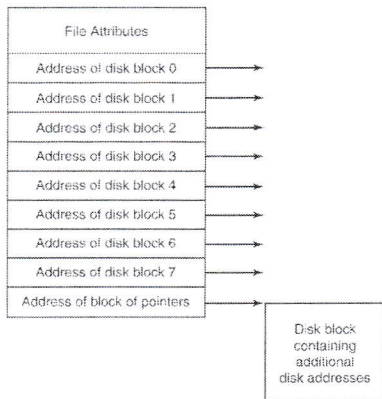 File Attributes
Address of disk block 0
Address of disk block 1
Address of disk block 2
Address of disk block 3
Address of disk block 4
Address of disk block 5
Address of disk block 6
Address of disk block 7
Address of block of pointers
Disk block
containing
additional
disk addresses